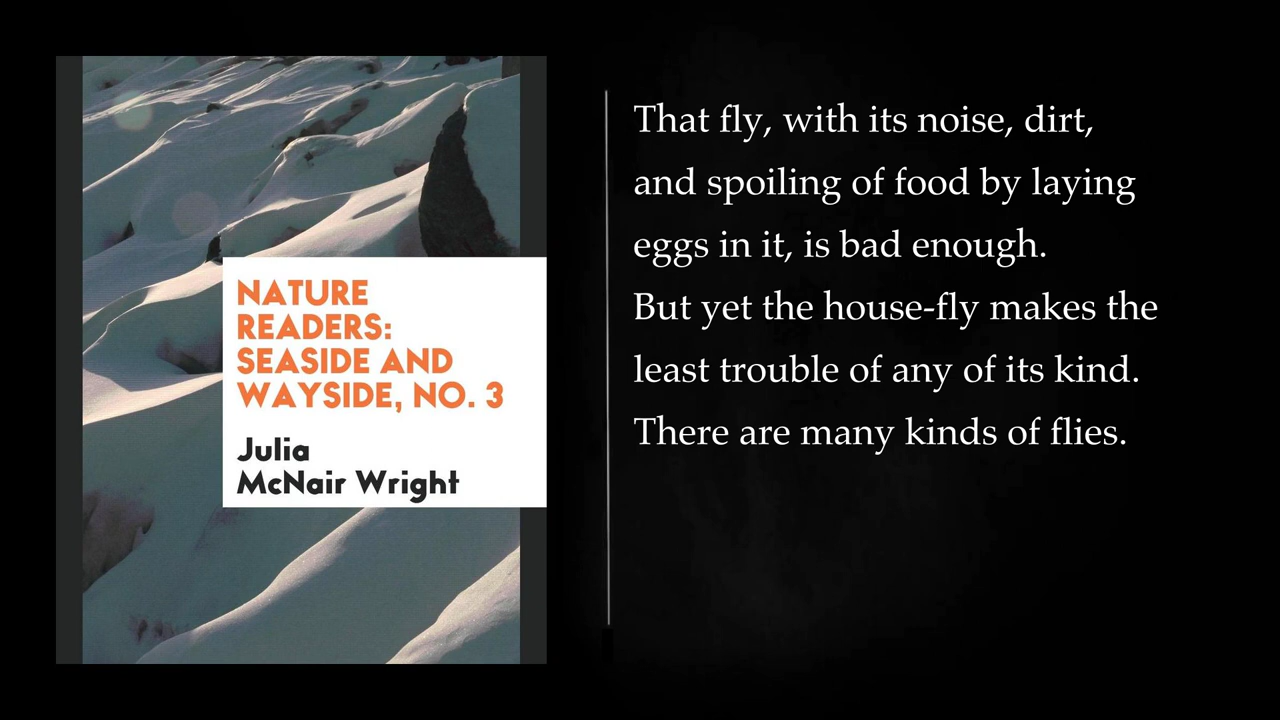 NATURE
READERS:
SEASIDE AND
WAYSIDE, NO. 3
Julia
McNair Wright
That fly, with its noise, dirt,
and spoiling of food by laying
eggs in it, is bad enough.
But yet the house-fly makes the
least trouble of any of its kind.
There are many kinds of flies.